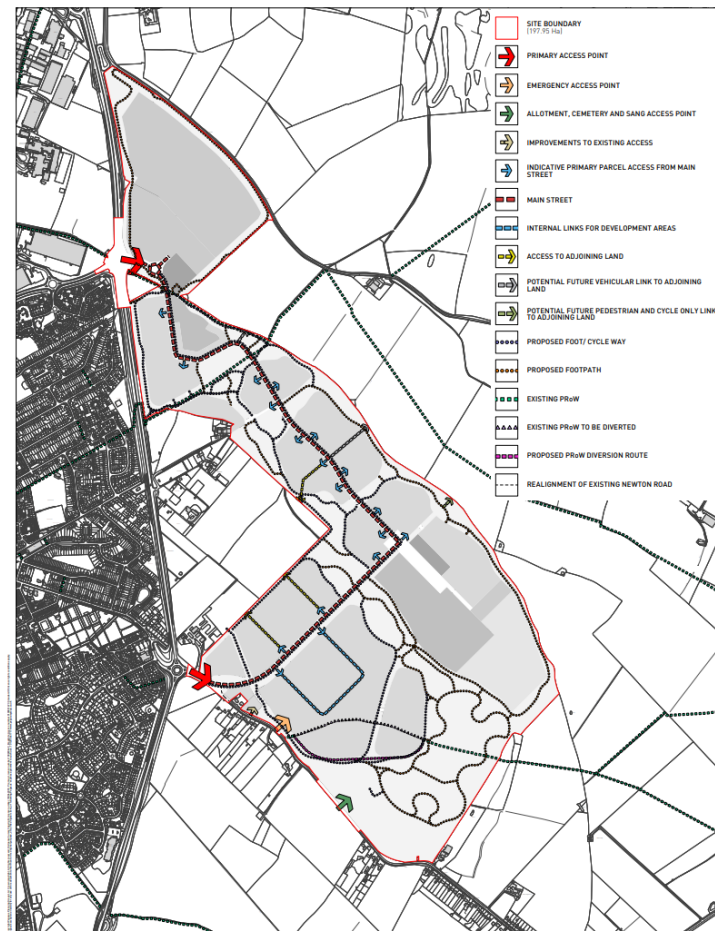 SITE BOUNDARY
(197.95 Ha)
PRIMARY ACCESS POINT
EMERGENCY ACCESS POINT
ALLOTMENT, CEMETERY AND SANG ACCESS POINT
IMPROVEMENTS TO EXISTING ACCESS
INDICATIVE PRIMARY PARCEL ACCESS FROM MAIN
STREET
MAIN STREET
INTERNAL LINKS FOR DEVELOPMENT AREAS
ACCESS TO ADJOINING LAND
POTENTIAL FUTURE VEHICULAR LINK TO ADJOINING
LAND
POTENTIAL FUTURE PEDESTRIAN AND CYCLE ONLY LINK
TO ADJOINING LAND
PROPOSED FOOT/ CYCLE WAY
PROPOSED FOOTPATH
EXISTING PRoW
EXISTING PRoW TO BE DIVERTED
PROPOSED PRoW DIVERSION ROUTE
REALIGNMENT OF EXISTING NEWTON ROAD